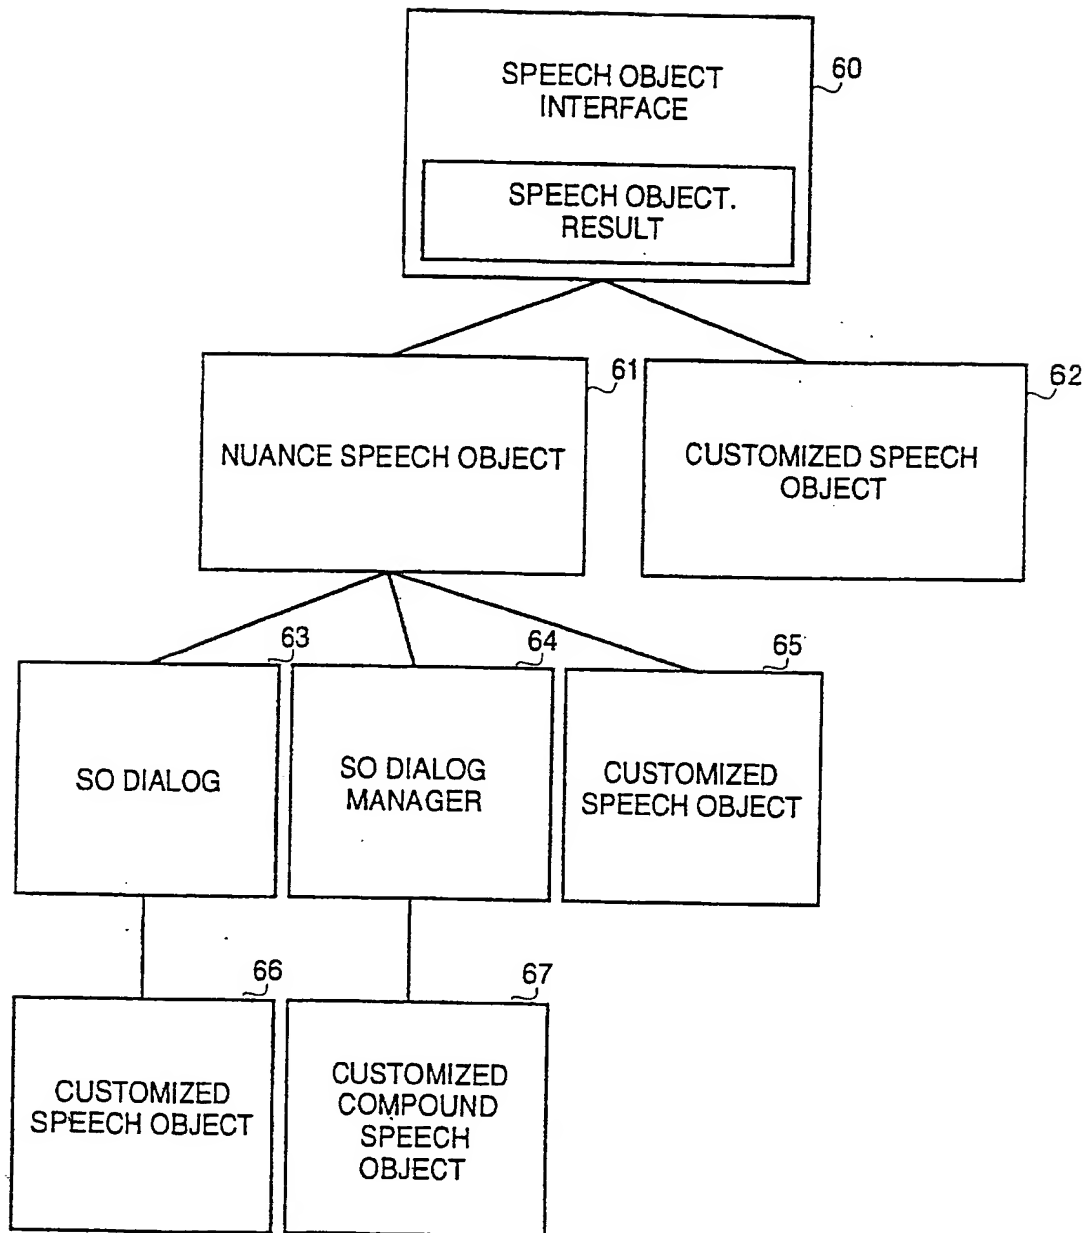 SPEECH OBJECT
INTERFACE
60
SPEECH OBJECT.
RESULT
61
NUANCE SPEECH OBJECT
62
CUSTOMIZED SPEECH
OBJECT
63
SO DIALOG
64
SO DIALOG
MANAGER
65
CUSTOMIZED
SPEECH OBJECT
66
CUSTOMIZED
SPEECH OBJECT
67
CUSTOMIZED
COMPOUND
SPEECH
OBJECT